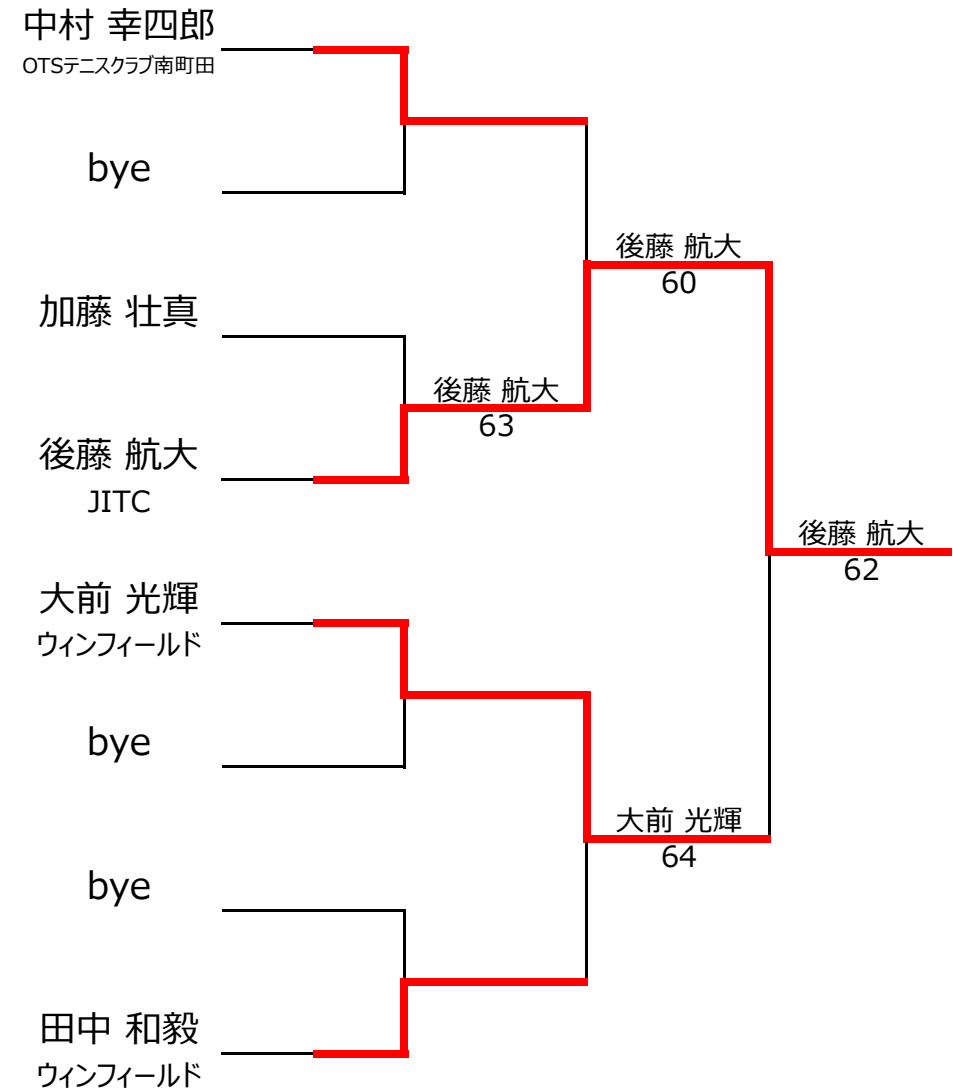 中村 幸四郎
OTSテニスクラブ南町田
bye
加藤 壮真
後藤 航大
JITC
大前 光輝
ウィンフィールド
bye
bye
田中 和毅
ウィンフィールド
後藤 航大
63
後藤 航大
60
大前 光輝
64
後藤 航大
62